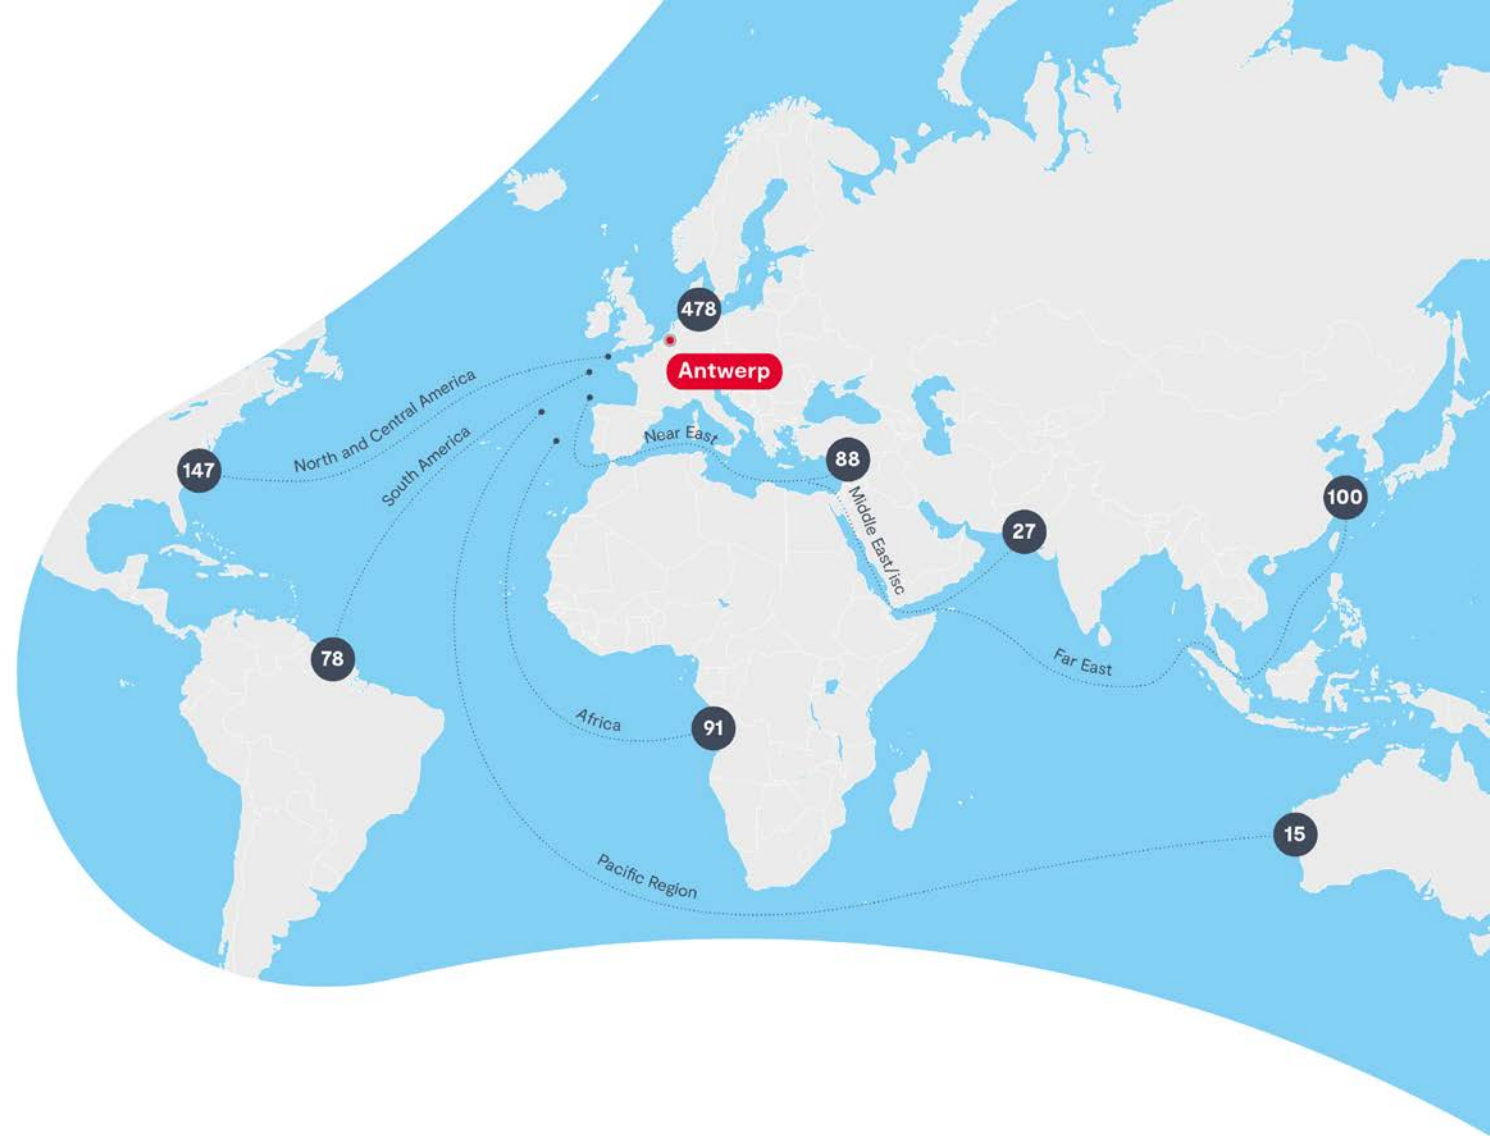 478
Antwerp
North and Central America
Near East
South America
88
147
Middle East/isc
100
27
78
Far East
Africa
91
15
Pacific Region